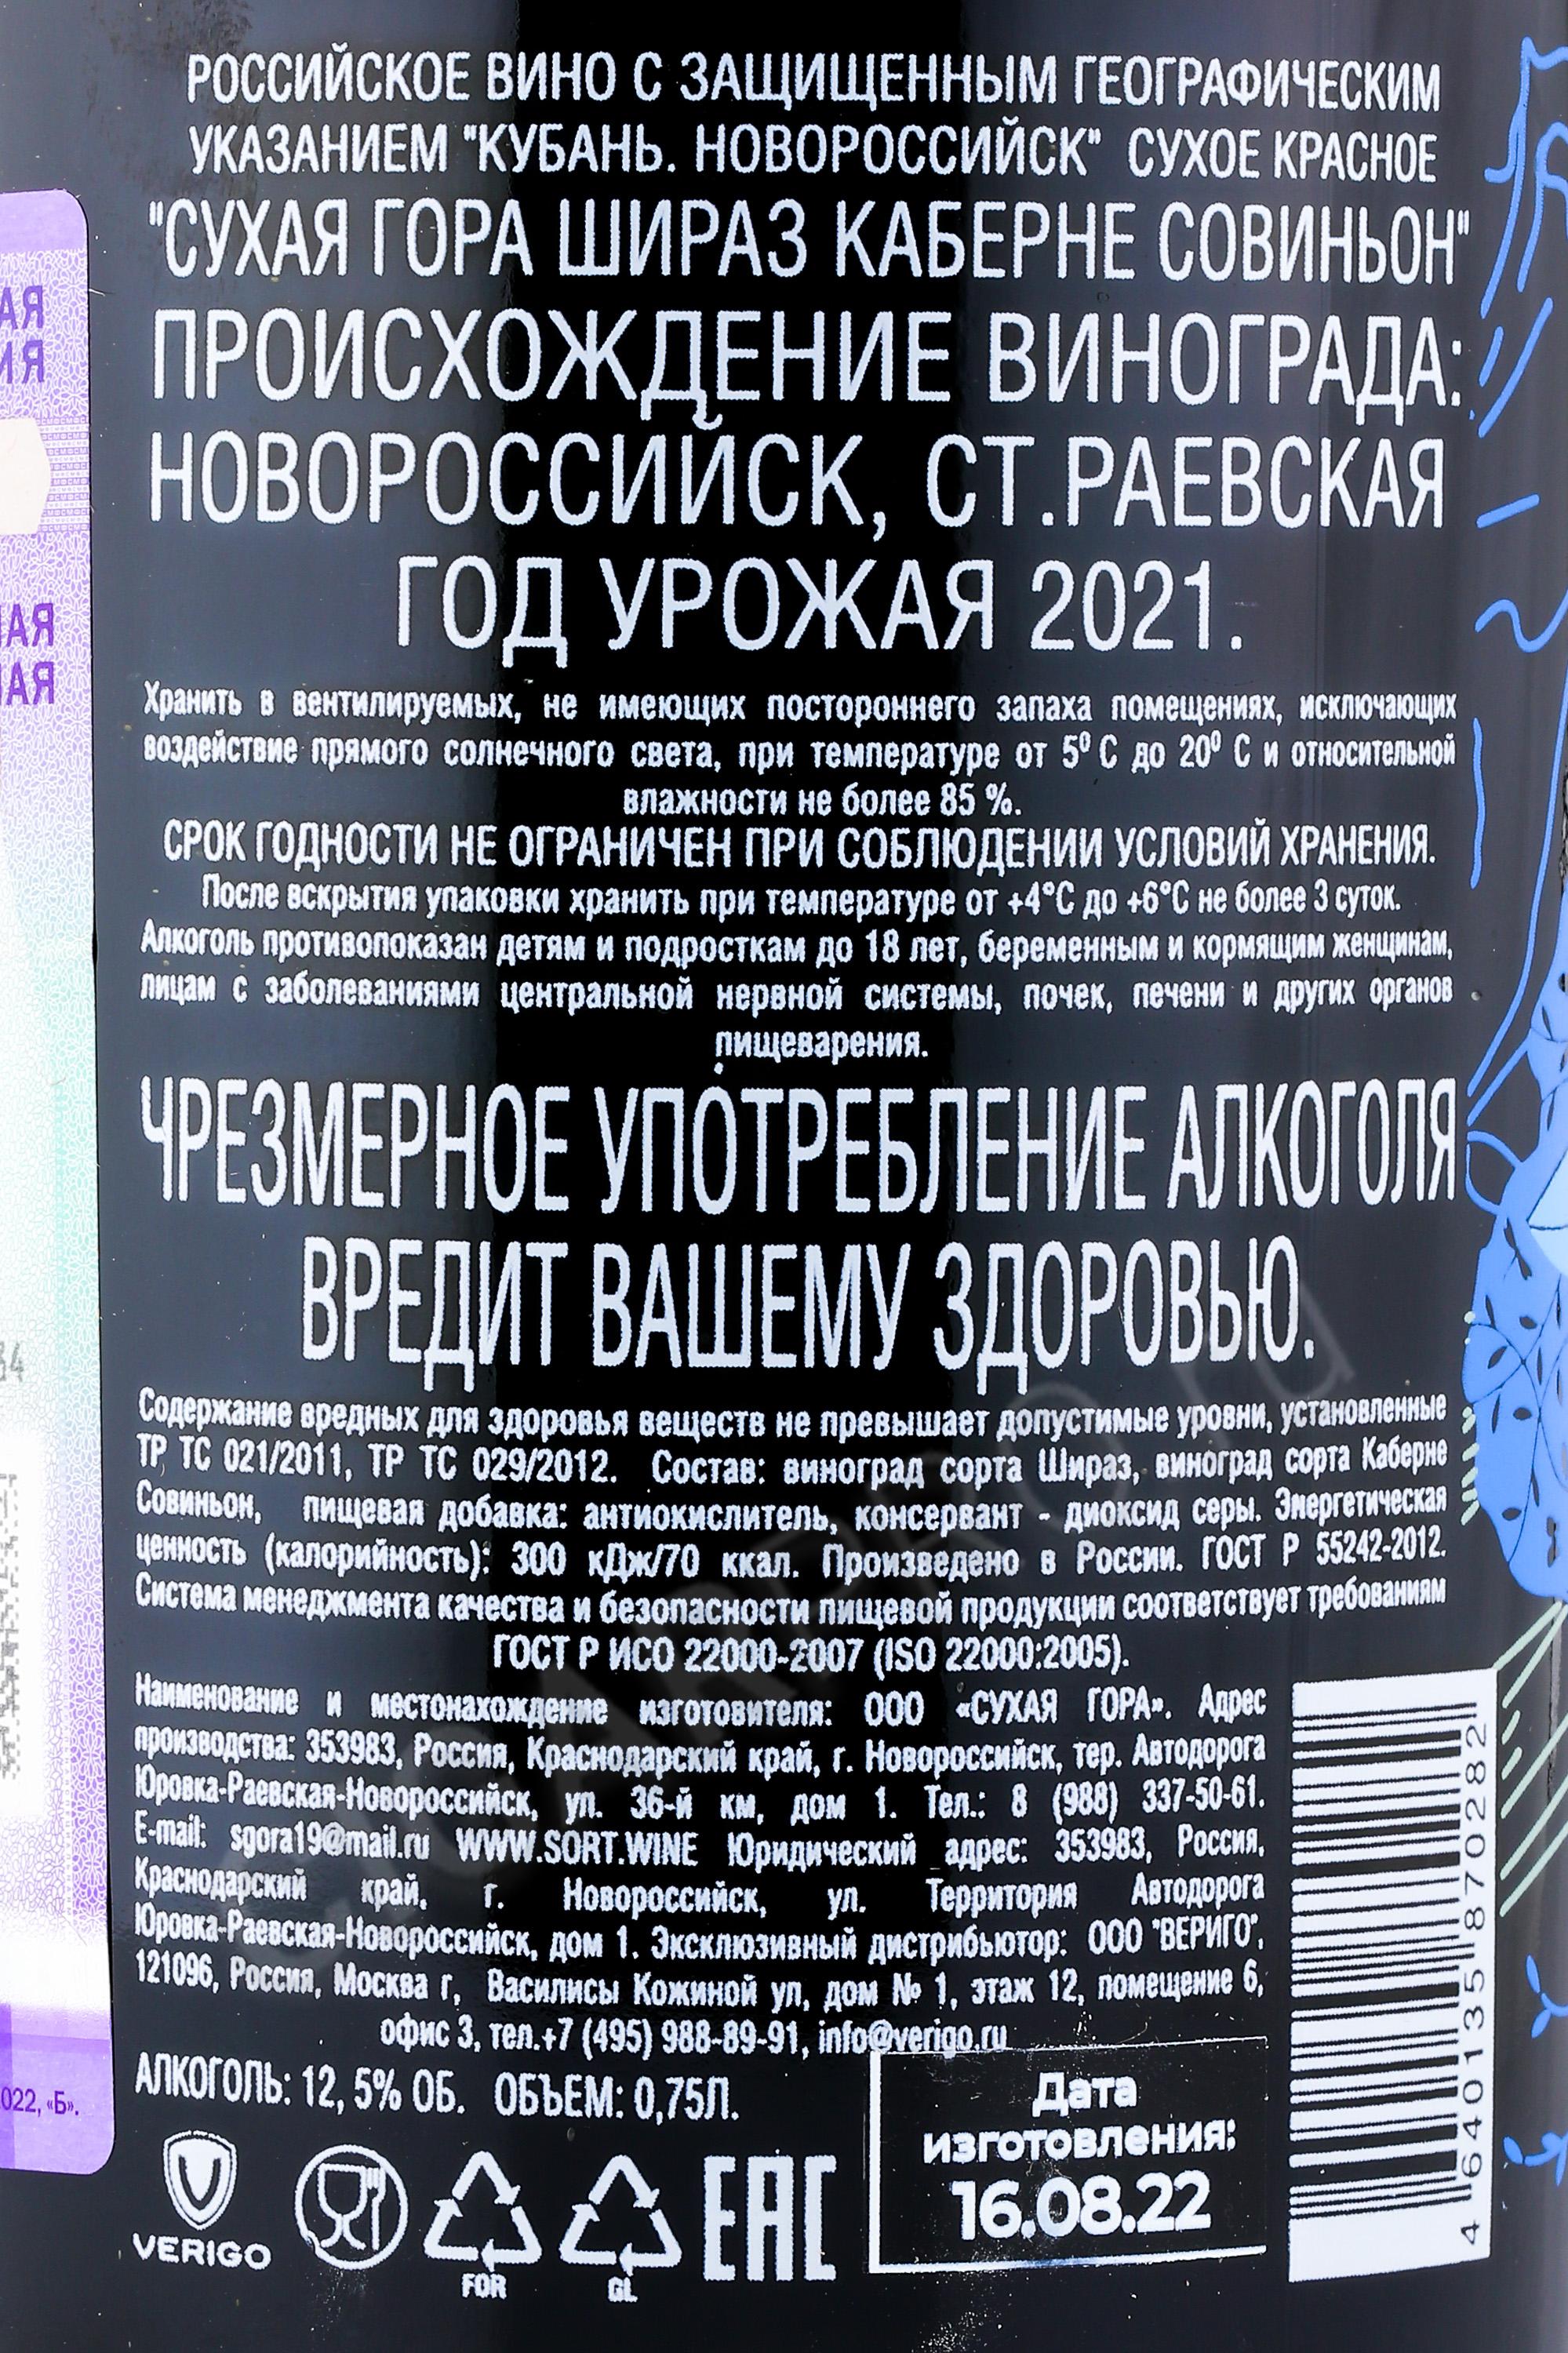 РОССИЙСКОЕ ВИНО С ЗАЩИЩЕННЫМ ГЕОГРАФИЧЕСКИМ
УКАЗАНИЕМ "КУБАНЬ. НОВОРОССИЙСК" СУХОЕ КРАСНОЕ
"СУХАЯ ГОРА ШИРАЗ КАБЕРНЕ СОВИНЬОН"
ПРОИСХОЖДЕНИЕ ВИНОГРАДА:
НОВОРОССИЙСК, СТ.РАЕВСКАЯ
ГОД УРОЖАЯ 2021.
Хранить в вентилируемых, не имеющих постороннего запаха помещениях, исключающих
воздействие прямого солнечного света, при температуре от 5⁰ С до 20⁰ С и относительной
влажности не более 85 %.
СРОК ГОДНОСТИ НЕ ОГРАНИЧЕН ПРИ СОБЛЮДЕНИИ УСЛОВИЙ ХРАНЕНИЯ.
После вскрытия упаковки хранить при температуре от +4°С до +6°С не более 3 суток.
Алкоголь противопоказан детям и подросткам до 18 лет, беременным и кормящим женщинам,
лицам с заболеваниями центральной нервной системы, почек, печени и других органов
пищеварения.
ЧРЕЗМЕРНОЕ УПОТРЕБЛЕНИЕ АЛКОГОЛЯ
ВРЕДИТ ВАШЕМУ ЗДОРОВЬЮ.
Содержание вредных для здоровья веществ не превышает допустимые уровни, установленные
ТР ТС 021/2011, ТР ТС 029/2012. Состав: виноград сорта Шираз, виноград сорта Каберне
Совиньон, пищевая добавка: антиокислитель, консервант - диоксид серы. Энергетическая
ценность (калорийность): 300 кДж/70 ккал. Произведено в России. ГОСТ Р 55242-2012.
Система менеджмента качества и безопасности пищевой продукции соответствует требованиям
ГОСТ Р ИСО 22000-2007 (ISO 22000:2005).
Наименование и местонахождение изготовителя: ООО «СУХАЯ ГОРА». Адрес
производства: 353983, Россия, Краснодарский край, г. Новороссийск, тер. Автодорога
Юровка-Раевская-Новороссийск, ул. 36-й км, дом 1. Тел.: 8 (988) 337-50-61.
E-mail: sgora19@mail.ru WWW.SORT.WINE Юридический адрес: 353983, Россия,
Краснодарский край, г. Новороссийск, ул. Территория Автодорога
Юровка-Раевская-Новороссийск, дом 1. Эксклюзивный дистрибьютор: ООО "ВЕРИГО",
121096, Россия, Москва г, Василисы Кожиной ул, дом № 1, этаж 12, помещение 6,
офис 3, тел.+7 (495) 988-89-91, info@verigo.ru
АЛКОГОЛЬ: 12, 5% ОБ. ОБЪЕМ: 0,75Л.
Дата
изготовления:
16.08.22
VERIGO
FOR
GL
EAC
4 640135 870282
022, «Б».